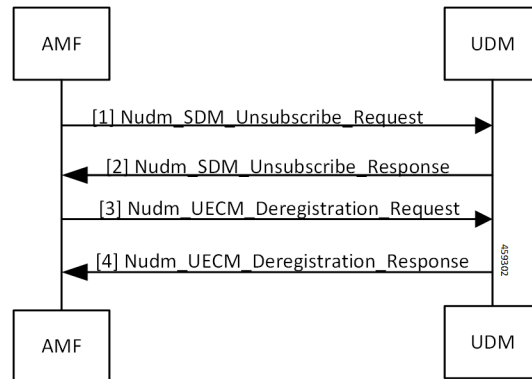 AMF
UDM
[1] Nudm_SDM_Unsubscribe_Request
[2] Nudm_SDM_Unsubscribe_Response
[3] Nudm_UECM_Deregistration_Request
[4] Nudm_UECM_Deregistration_Response
459302
AMF
UDM